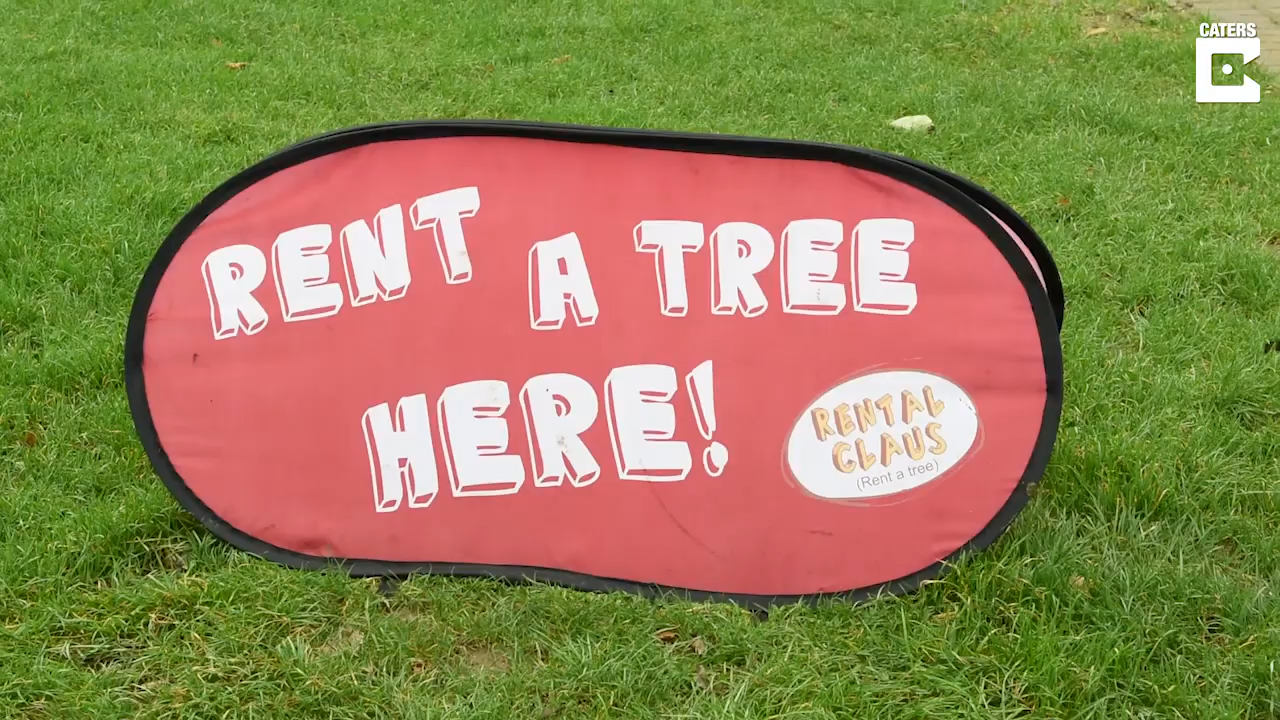 CATERS
RENT A TREE
HERE!
RENTAL
CLAUS
(Rent a tree)